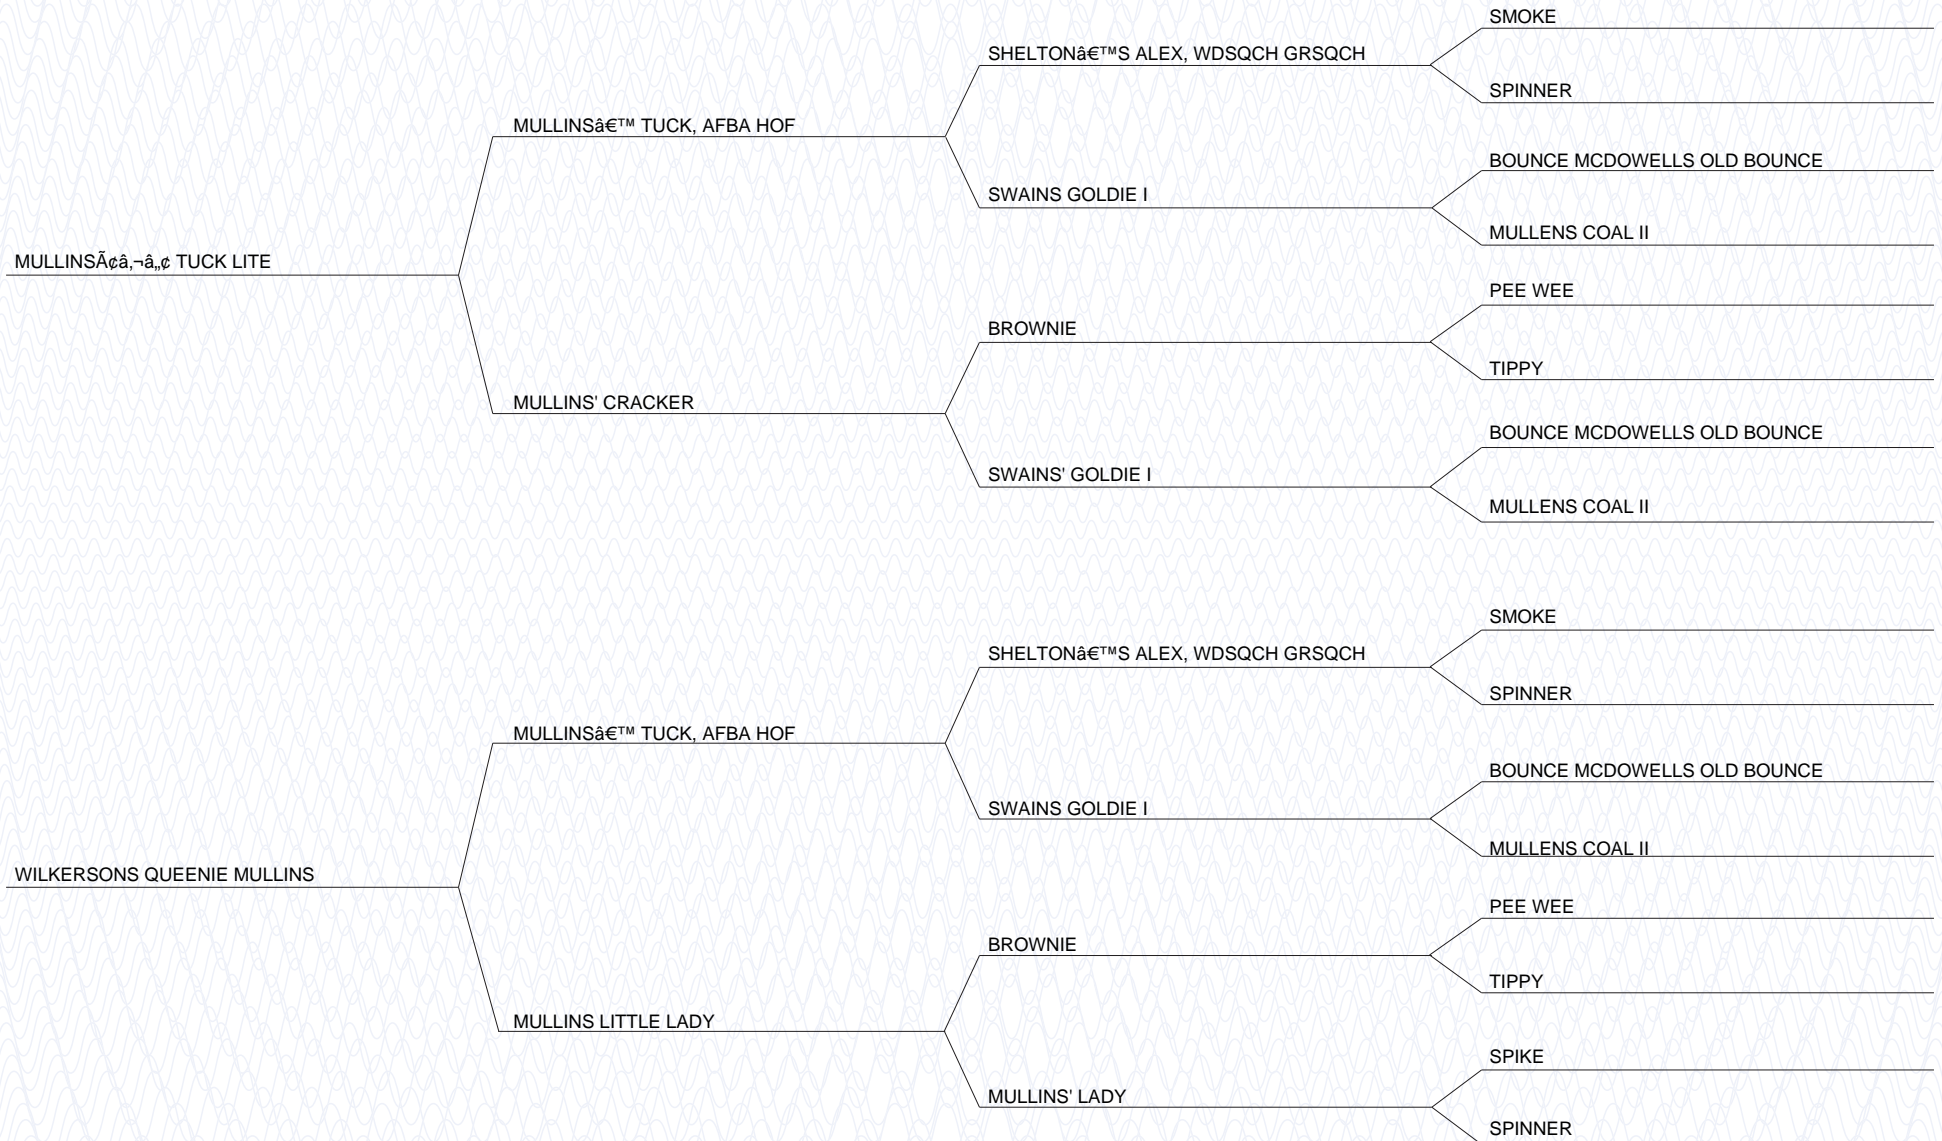 SMOKE
SHELTONâ€™S ALEX, WDSQCH GRSQCH
SPINNER
MULLINSâ€™ TUCK, AFBA HOF
BOUNCE MCDOWELLS OLD BOUNCE
SWAINS GOLDIE I
MULLENS COAL II
MULLINSÃ¢â‚¬â„¢ TUCK LITE
PEE WEE
BROWNIE
TIPPY
MULLINS' CRACKER
BOUNCE MCDOWELLS OLD BOUNCE
SWAINS' GOLDIE I
MULLENS COAL II
SMOKE
SHELTONâ€™S ALEX, WDSQCH GRSQCH
SPINNER
MULLINSâ€™ TUCK, AFBA HOF
BOUNCE MCDOWELLS OLD BOUNCE
SWAINS GOLDIE I
MULLENS COAL II
WILKERSONS QUEENIE MULLINS
PEE WEE
BROWNIE
TIPPY
MULLINS LITTLE LADY
SPIKE
MULLINS' LADY
SPINNER